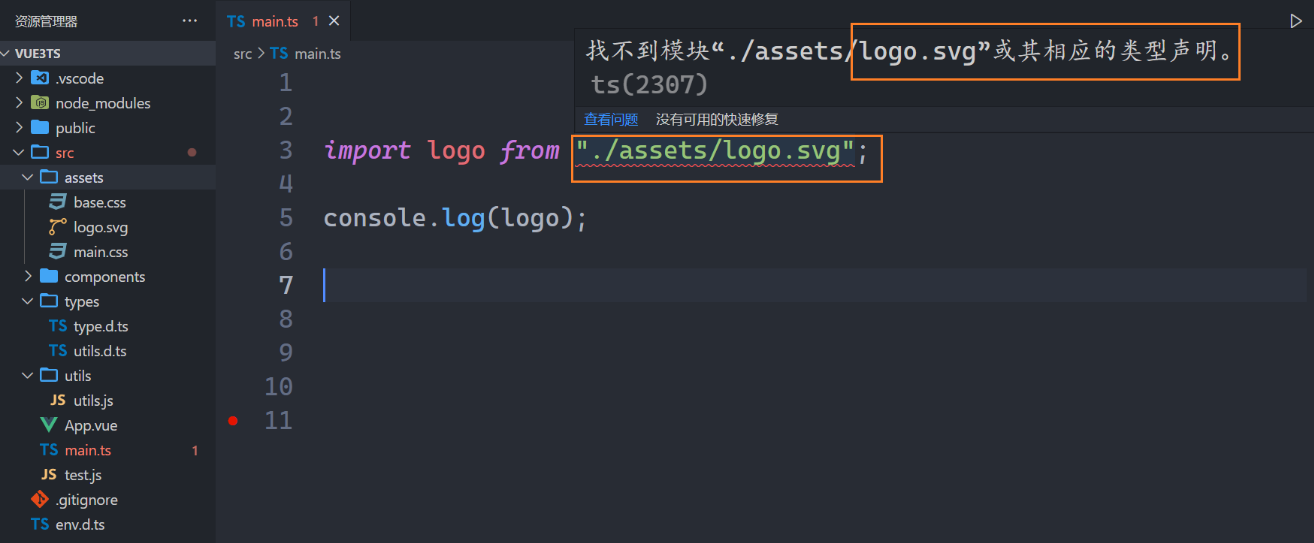 资源管理器 ···
VUE3TS
.vscode
node_modules
public
src
assets
base.css
logo.svg
main.css
components
types
TS type.d.ts
TS utils.d.ts
utils
JS utils.js
App.vue
TS main.ts 1
JS test.js
.gitignore
TS env.d.ts
TS main.ts 1
src > TS main.ts
找不到模块“./assets/logo.svg”或其相应的类型声明。
ts(2307)
查看问题 没有可用的快速修复
1
2
3 import logo from "./assets/logo.svg";
4
5 console.log(logo);
6
7
8
9
10
11